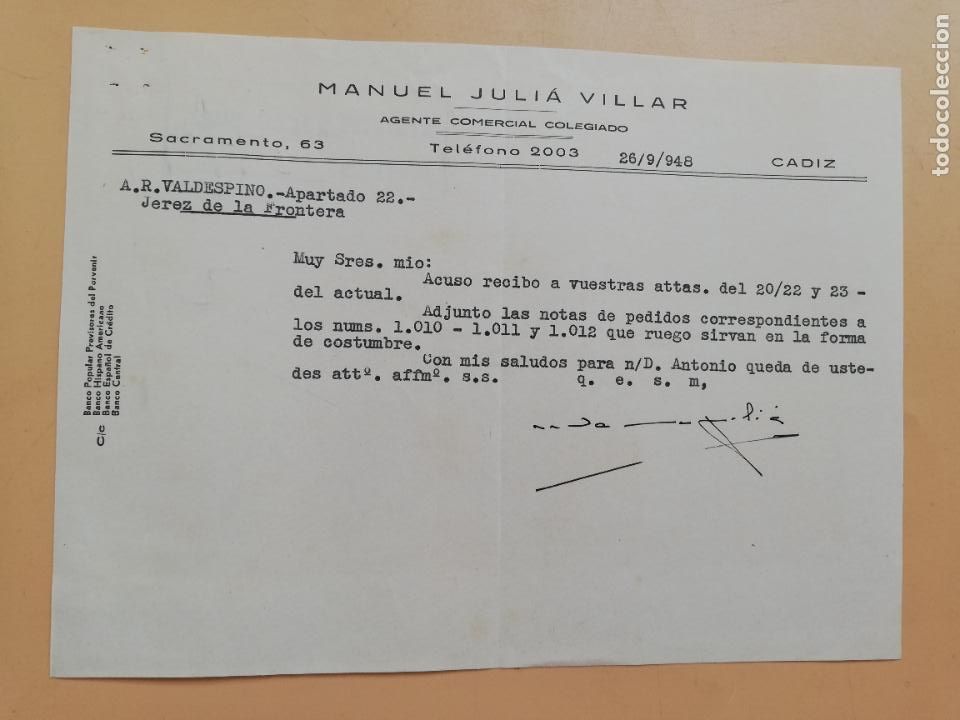 MANUEL JULIÁ VILLAR
AGENTE COMERCIAL COLEGIADO
Sacramento, 63 Teléfono 2003 26/9/948 CADIZ
A.R.VALDESPINO.-Apartado 22.-
Jerez de la Frontera
Muy Sres. mio:
Acuso recibo a vuestras attas. del 20/22 y 23 -
del actual.
Adjunto las notas de pedidos correspondientes a
los nums. 1.010 - 1.011 y 1.012 que ruego sirvan en la forma
de costumbre.
Con mis saludos para n/D. Antonio queda de uste-
des attº. affmº. s.s. q. e. s. m,
C/c
Banco Popular Previsores del Porvenir
Banco Hispano Americano
Banco Español de Crédito
Banco Central
todocoleccion